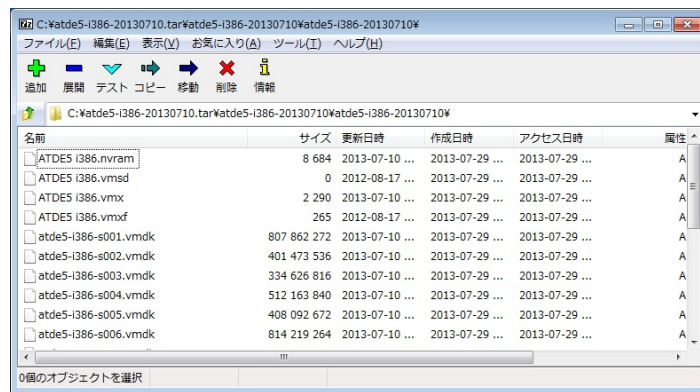 C:¥atde5-i386-20130710.tar¥atde5-i386-20130710¥atde5-i386-20130710¥
ファイル(F) 編集(E) 表示(V) お気に入り(A) ツール(T) ヘルプ(H)
追加 展開 テスト コピー 移動 削除 情報
C:¥atde5-i386-20130710.tar¥atde5-i386-20130710¥atde5-i386-20130710¥
名前 サイズ 更新日時 作成日時 アクセス日時 属性
ATDE5 i386.nvram 8 684 2013-07-10 ... 2013-07-29 ... 2013-07-29 ... A
ATDE5 i386.vmsd 0 2012-08-17 ... 2013-07-29 ... 2013-07-29 ... A
ATDE5 i386.vmx 2 290 2013-07-10 ... 2013-07-29 ... 2013-07-29 ... A
ATDE5 i386.vmxf 265 2012-08-17 ... 2013-07-29 ... 2013-07-29 ... A
atde5-i386-s001.vmdk 807 862 272 2013-07-10 ... 2013-07-29 ... 2013-07-29 ... A
atde5-i386-s002.vmdk 401 473 536 2013-07-10 ... 2013-07-29 ... 2013-07-29 ... A
atde5-i386-s003.vmdk 334 626 816 2013-07-10 ... 2013-07-29 ... 2013-07-29 ... A
atde5-i386-s004.vmdk 512 163 840 2013-07-10 ... 2013-07-29 ... 2013-07-29 ... A
atde5-i386-s005.vmdk 408 092 672 2013-07-10 ... 2013-07-29 ... 2013-07-29 ... A
atde5-i386-s006.vmdk 814 219 264 2013-07-10 ... 2013-07-29 ... 2013-07-29 ... A
0個のオブジェクトを選択